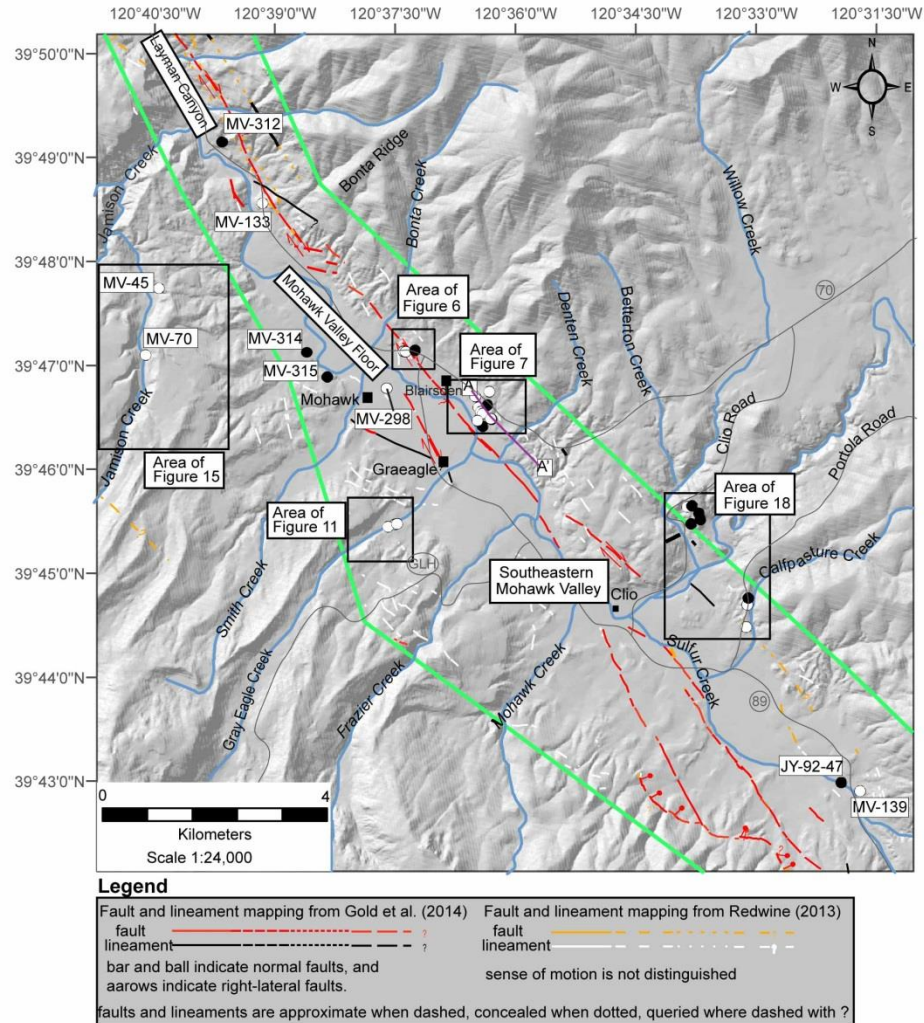 120°40'0"W 120°39'0"W 120°37'30"W 120°36'0"W 120°34'30"W 120°33'0"W 120°31'30"W
39°50'0"N
39°49'0"N
39°48'0"N
39°47'0"N
39°46'0"N
39°45'0"N
39°44'0"N
39°43'0"N
N
W E
S
Layman Canyon
MV-312
Jamison Creek
MV-133
Bonta Ridge
Bonta Creek
Willow Creek
MV-45
MV-70
Jamison Creek
Area of
Figure 15
Mohawk Valley Floor
Area of
Figure 6
Denten Creek
Betterton Creek
70
MV-314
MV-315
Mohawk
MV-298
Blairsden
Area of
Figure 7
A
A'
Graeagle
Clio Road
Portola Road
Area of
Figure 18
Area of
Figure 11
GLH
Calfpasture Creek
Southeastern
Mohawk Valley
Clio
Smith Creek
Gray Eagle Creek
Frazier Creek
Mohawk Creek
Sulfur Creek
89
JY-92-47
MV-139
?
0 4
Kilometers
Scale 1:24,000
Legend
Fault and lineament mapping from Gold et al. (2014)
fault ?
lineament ?
bar and ball indicate normal faults, and
aarows indicate right-lateral faults.
Fault and lineament mapping from Redwine (2013)
fault
lineament
sense of motion is not distinguished
faults and lineaments are approximate when dashed, concealed when dotted, queried where dashed with ?